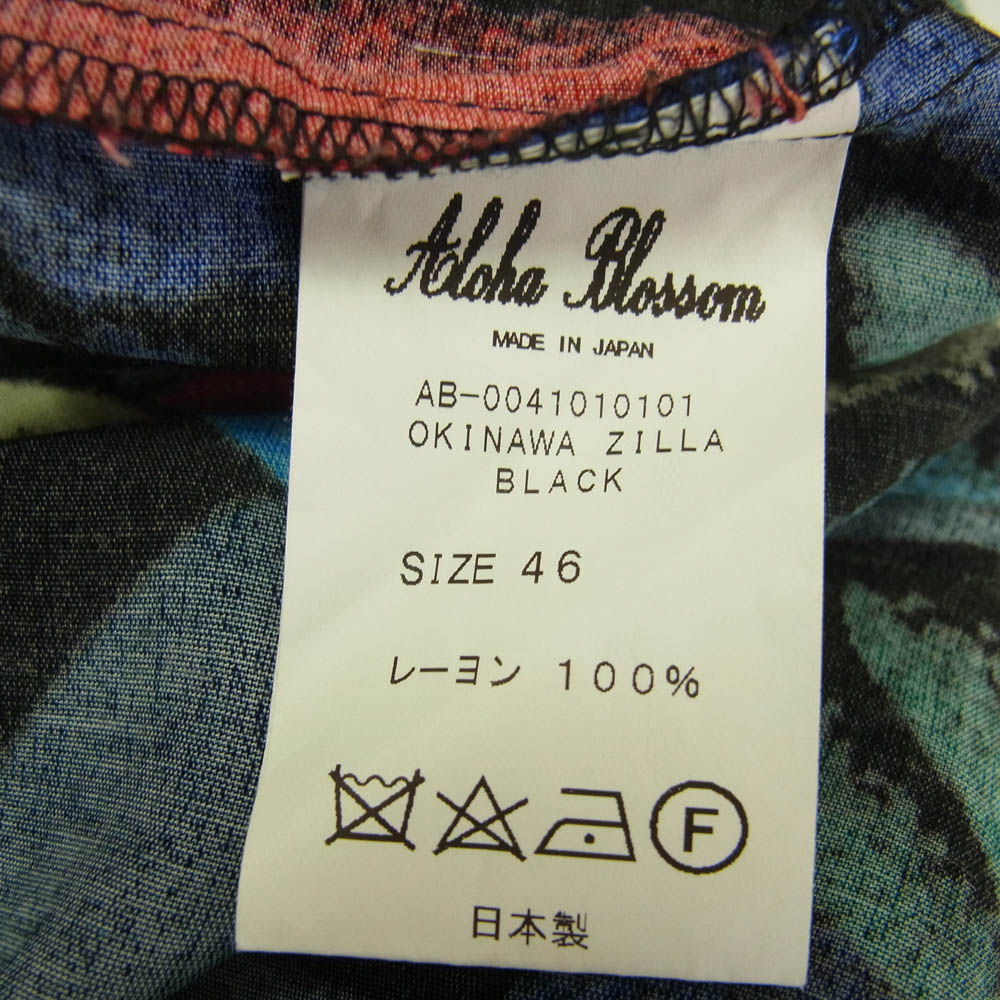 Aloha Blossom
MADE IN JAPAN
AB-0041010101
OKINAWA ZILLA
BLACK
SIZE 46
レーヨン 100%
F
日本製